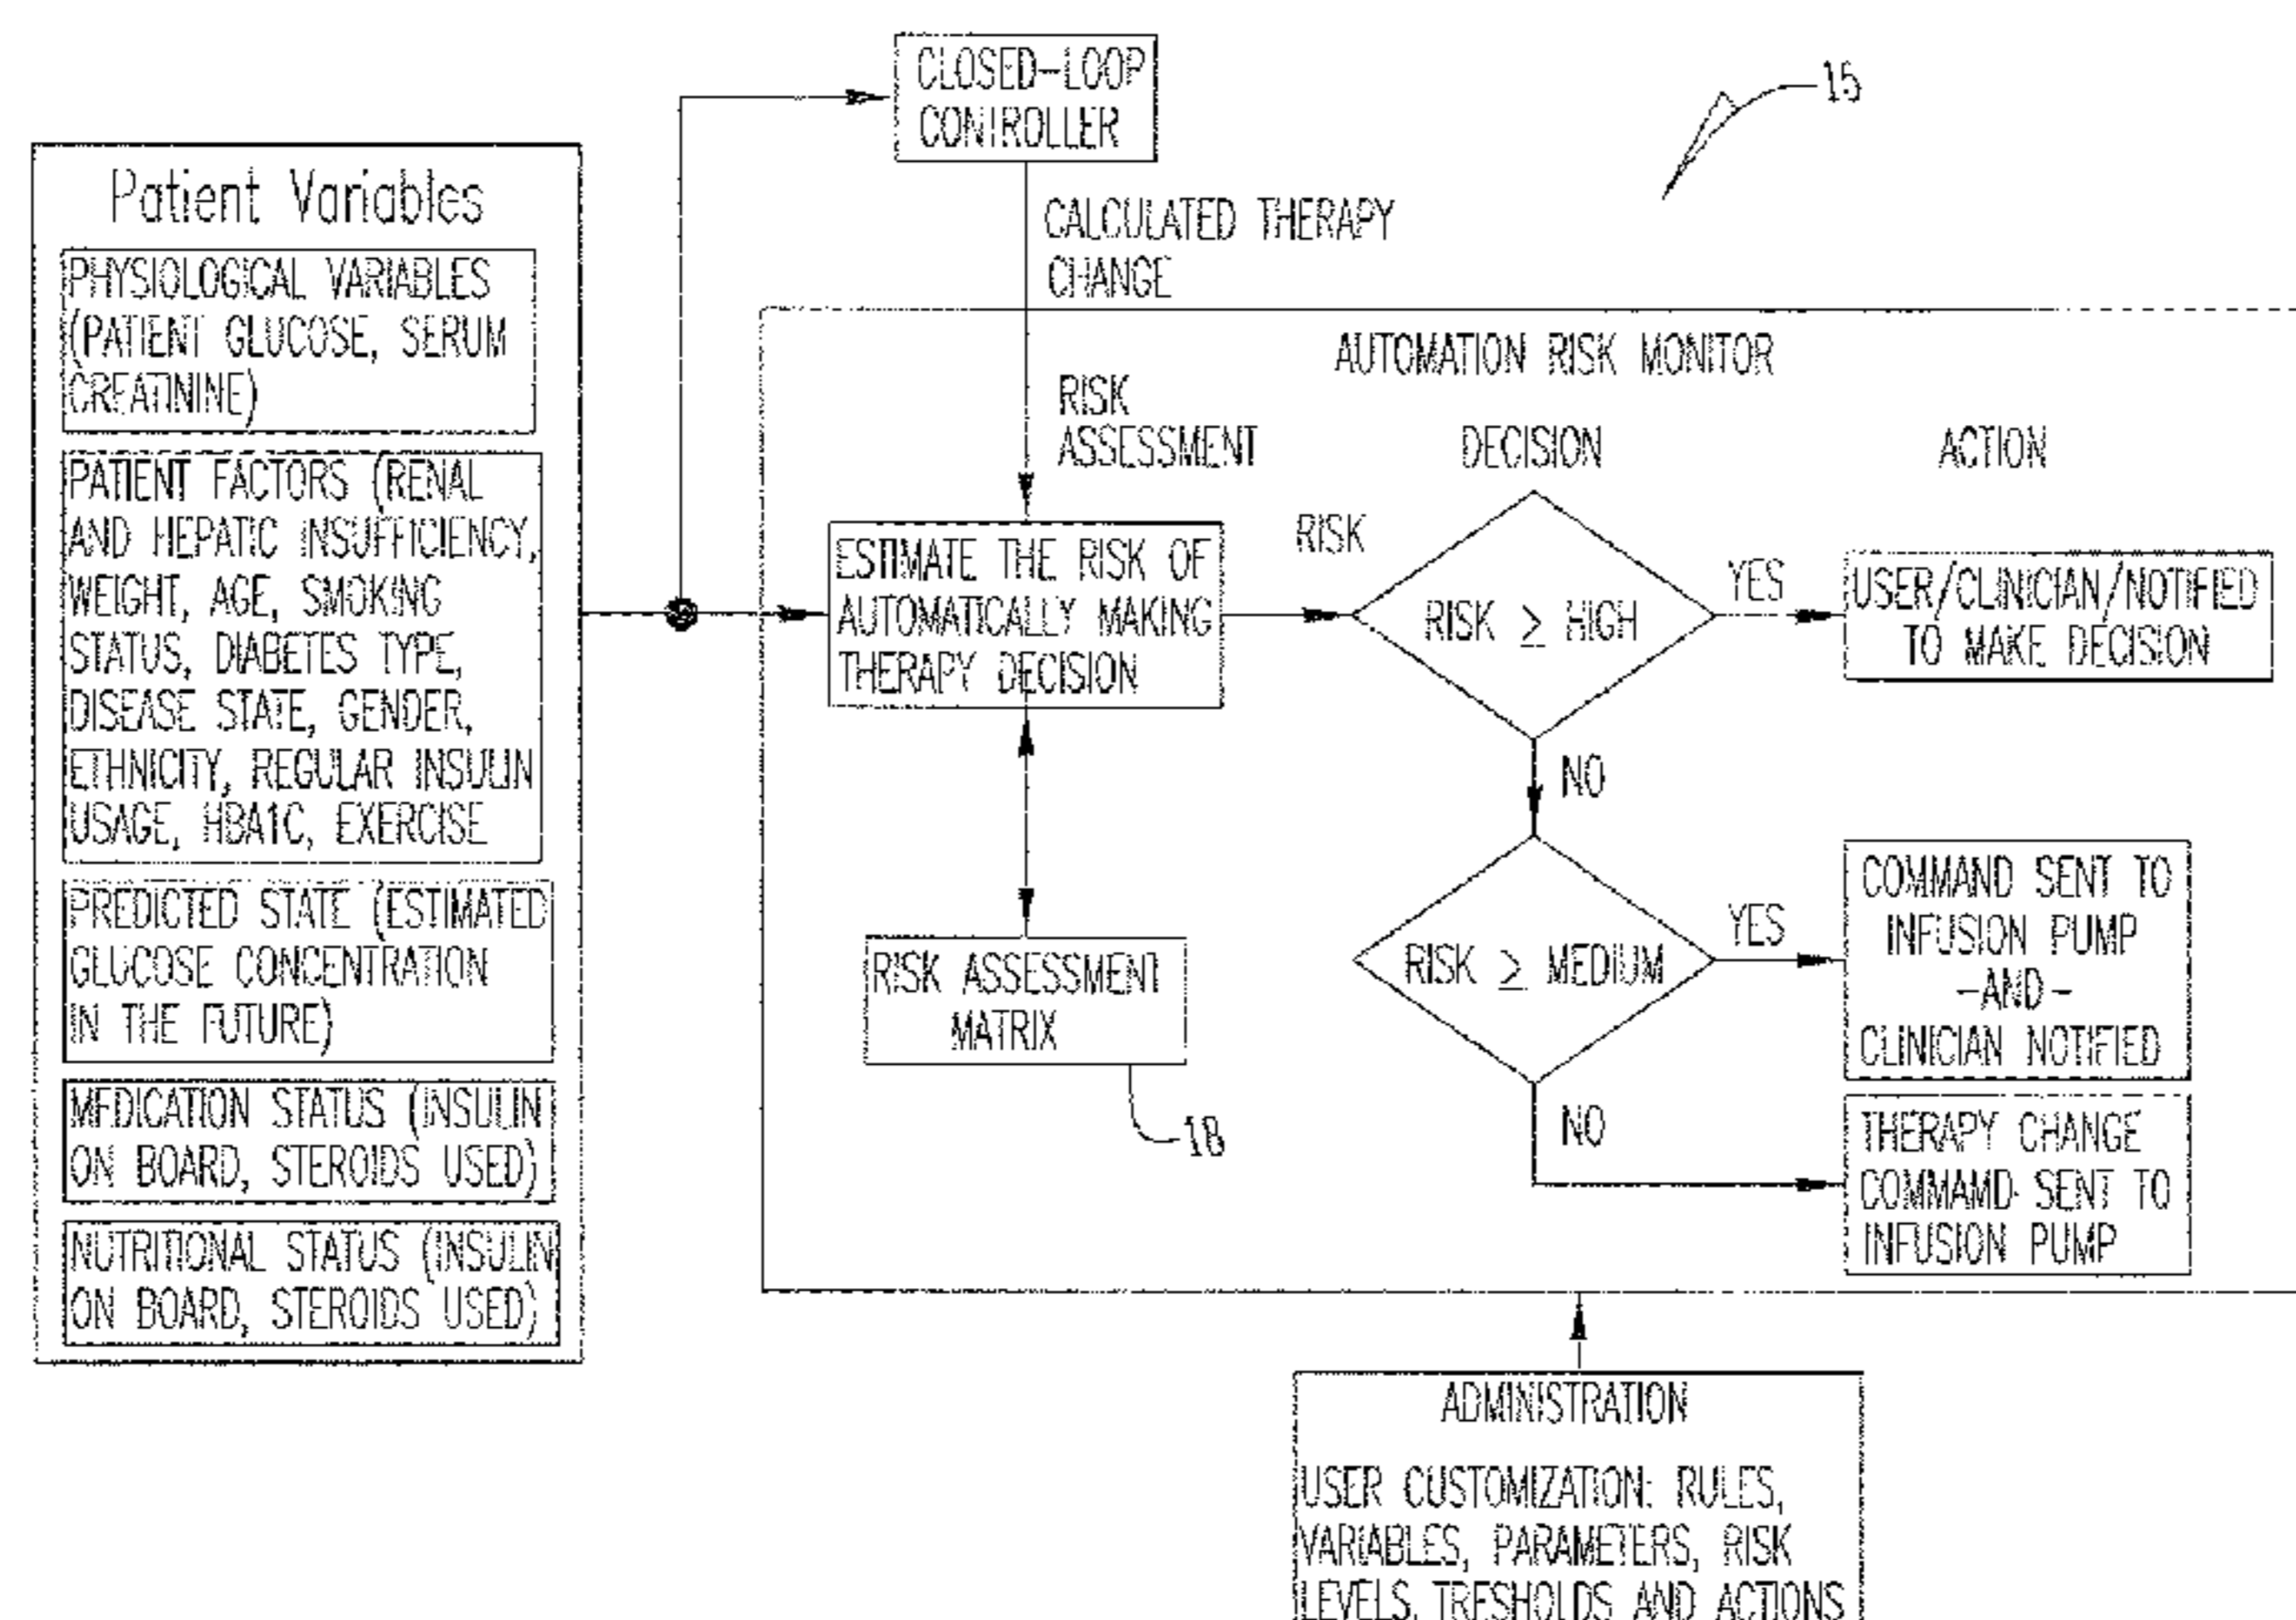 CLOSED-LOOP
CONTROLLER
15
Patient Variables
PHYSIOLOGICAL VARIABLES
(PATIENT GLUCOSE, SERUM
CREATININE)
PATIENT FACTORS (RENAL
AND HEPATIC INSUFFICIENCY,
WEIGHT, AGE, SMOKING
STATUS, DIABETES TYPE,
DISEASE STATE, GENDER,
ETHNICITY, REGULAR INSULIN
USAGE, HBA1C, EXERCISE
PREDICTED STATE (ESTIMATED
GLUCOSE CONCENTRATION
IN THE FUTURE)
MEDICATION STATUS (INSULIN
ON BOARD, STEROIDS USED)
NUTRITIONAL STATUS (INSULIN
ON BOARD, STEROIDS USED)
CALCULATED THERAPY
CHANGE
AUTOMATION RISK MONITOR
RISK
ASSESSMENT
DECISION
ACTION
ESTIMATE THE RISK OF
AUTOMATICALLY MAKING
THERAPY DECISION
RISK
RISK ≥ HIGH
YES
USER/CLINICIAN/NOTIFIED
TO MAKE DECISION
NO
RISK ASSESSMENT
MATRIX
18
RISK ≥ MEDIUM
YES
COMMAND SENT TO
INFUSION PUMP
-AND-
CLINICIAN NOTIFIED
NO
THERAPY CHANGE
COMMAMD SENT TO
INFUSION PUMP
ADMINISTRATION
USER CUSTOMIZATION: RULES,
VARIABLES, PARAMETERS, RISK
LEVELS, TRESHOLDS AND ACTIONS